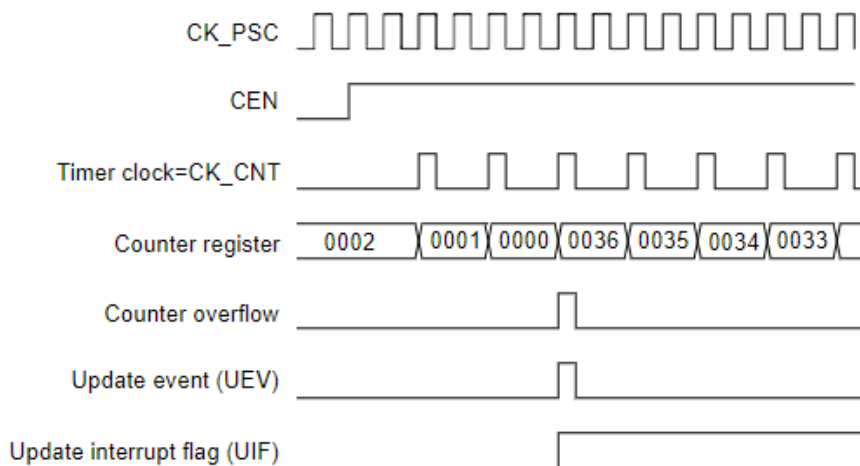 CK_PSC
CEN
Timer clock=CK_CNT
Counter register 0002 0001 0000 0036 0035 0034 0033
Counter overflow
Update event (UEV)
Update interrupt flag (UIF)